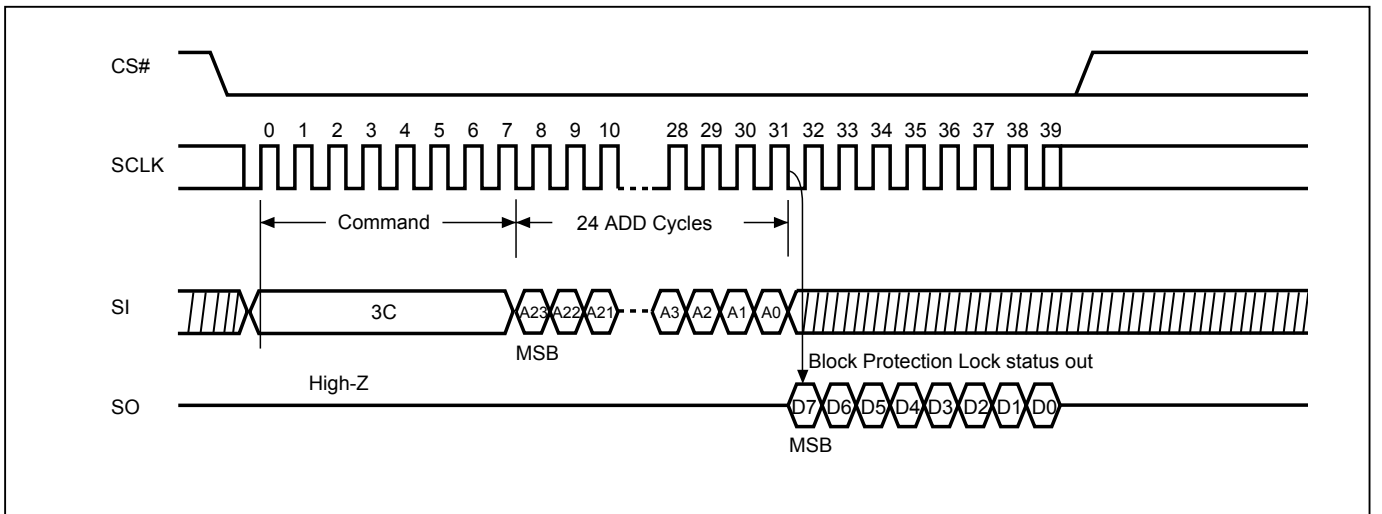 CS#
0 1 2 3 4 5 6 7 8 9 10 28 29 30 31 32 33 34 35 36 37 38 39
SCLK
Command
24 ADD Cycles
SI
3C
A23 A22 A21 A3 A2 A1 A0
MSB
Block Protection Lock status out
High-Z
SO
D7 D6 D5 D4 D3 D2 D1 D0
MSB